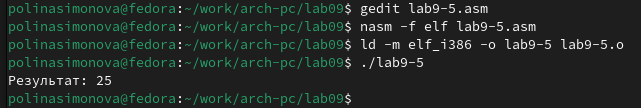 polinasimonova@fedora:~/work/arch-pc/lab09$ gedit lab9-5.asm
polinasimonova@fedora:~/work/arch-pc/lab09$ nasm -f elf lab9-5.asm
polinasimonova@fedora:~/work/arch-pc/lab09$ ld -m elf_i386 -o lab9-5 lab9-5.o
polinasimonova@fedora:~/work/arch-pc/lab09$ ./lab9-5
Результат: 25
polinasimonova@fedora:~/work/arch-pc/lab09$